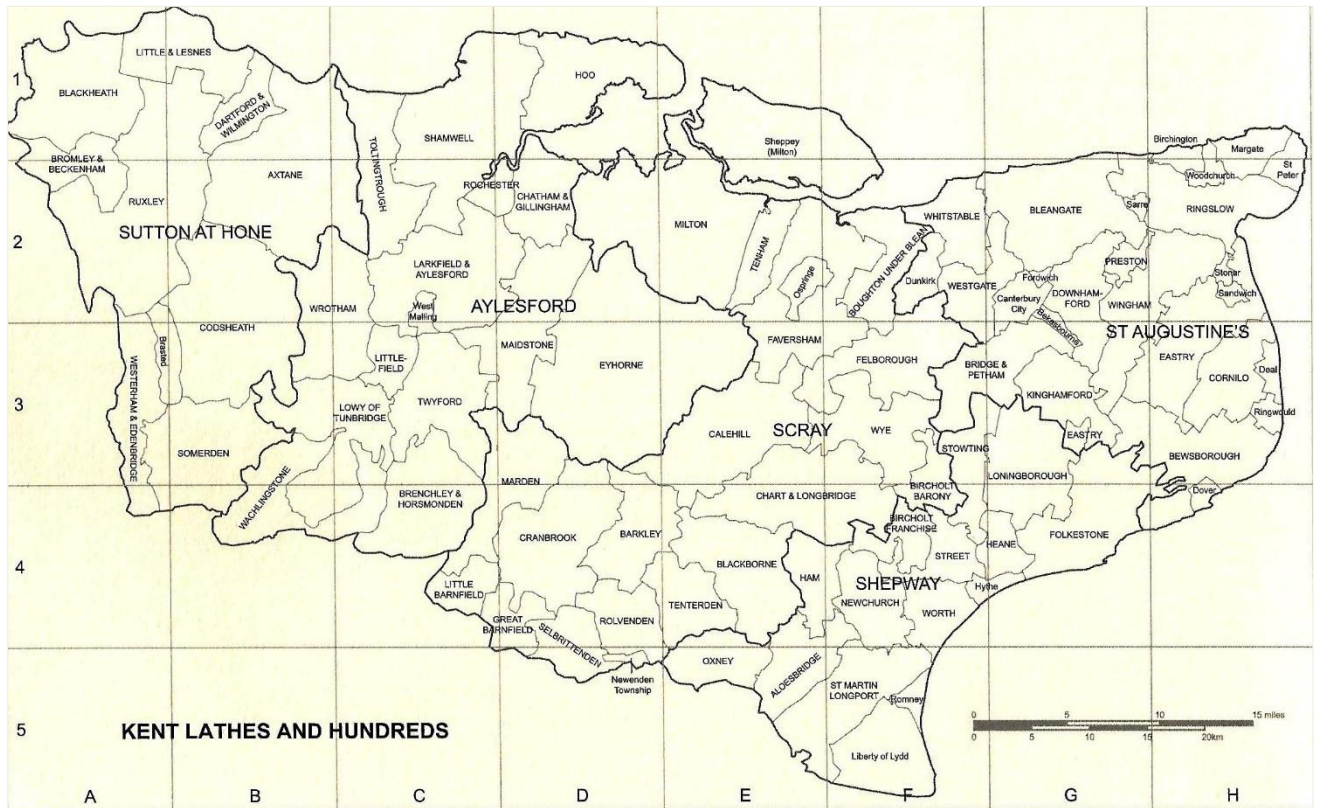 1
2
3
4
5
A
B
C
D
E
F
G
H
LITTLE & LESNES
BLACKHEATH
DARTFORD &
WILMINGTON
BROMLEY &
BECKENHAM
RUXLEY
AXTANE
SUTTON AT HONE
CODSHEATH
Brasted
WESTERHAM & EDENBRIDGE
SOMERDEN
TOLTINGTROUGH
SHAMWELL
HOO
ROCHESTER
CHATHAM &
GILLINGHAM
LARKFIELD &
AYLESFORD
West
Malling
WROTHAM
AYLESFORD
MAIDSTONE
LITTLE-
FIELD
TWYFORD
LOWY OF
TUNBRIDGE
WACHLINGSTONE
BRENCHLEY &
HORSMONDEN
EYHORNE
Sheppey
(Milton)
MILTON
TENHAM
Ospringe
BOUGHTON UNDER BLEAN
FAVERSHAM
FELBOROUGH
SCRAY
CALEHILL
WYE
CHART & LONGBRIDGE
MARDEN
CRANBROOK
BARKLEY
BLACKBORNE
LITTLE
BARNFIELD
GREAT
BARNFIELD
SELBRITTENDEN
ROLVENDEN
TENTERDEN
Newenden
Township
Birchington
Margate
St
Peter
Woodchurch
RINGSLOW
Sarre
WHITSTABLE
BLEANGATE
Dunkirk
WESTGATE
Fordwich
Canterbury
City
PRESTON
DOWNHAM-
FORD
WINGHAM
Stonar
Sandwich
Bekesbourne
ST AUGUSTINE'S
EASTRY
CORNILO
Deal
Ringwould
BRIDGE &
PETHAM
KINGHAMFORD
EASTRY
BEWSBOROUGH
Dover
STOWTING
LONINGBOROUGH
BIRCHOLT
BARONY
BIRCHOLT
FRANCHISE
STREET
HEANE
FOLKESTONE
HAM
SHEPWAY
NEWCHURCH
WORTH
Hythe
OXNEY
ALOESBRIDGE
ST MARTIN
LONGPORT
Romney
Liberty of Lydd
KENT LATHES AND HUNDREDS
0 5 10 15 miles
0 5 10 15 20km